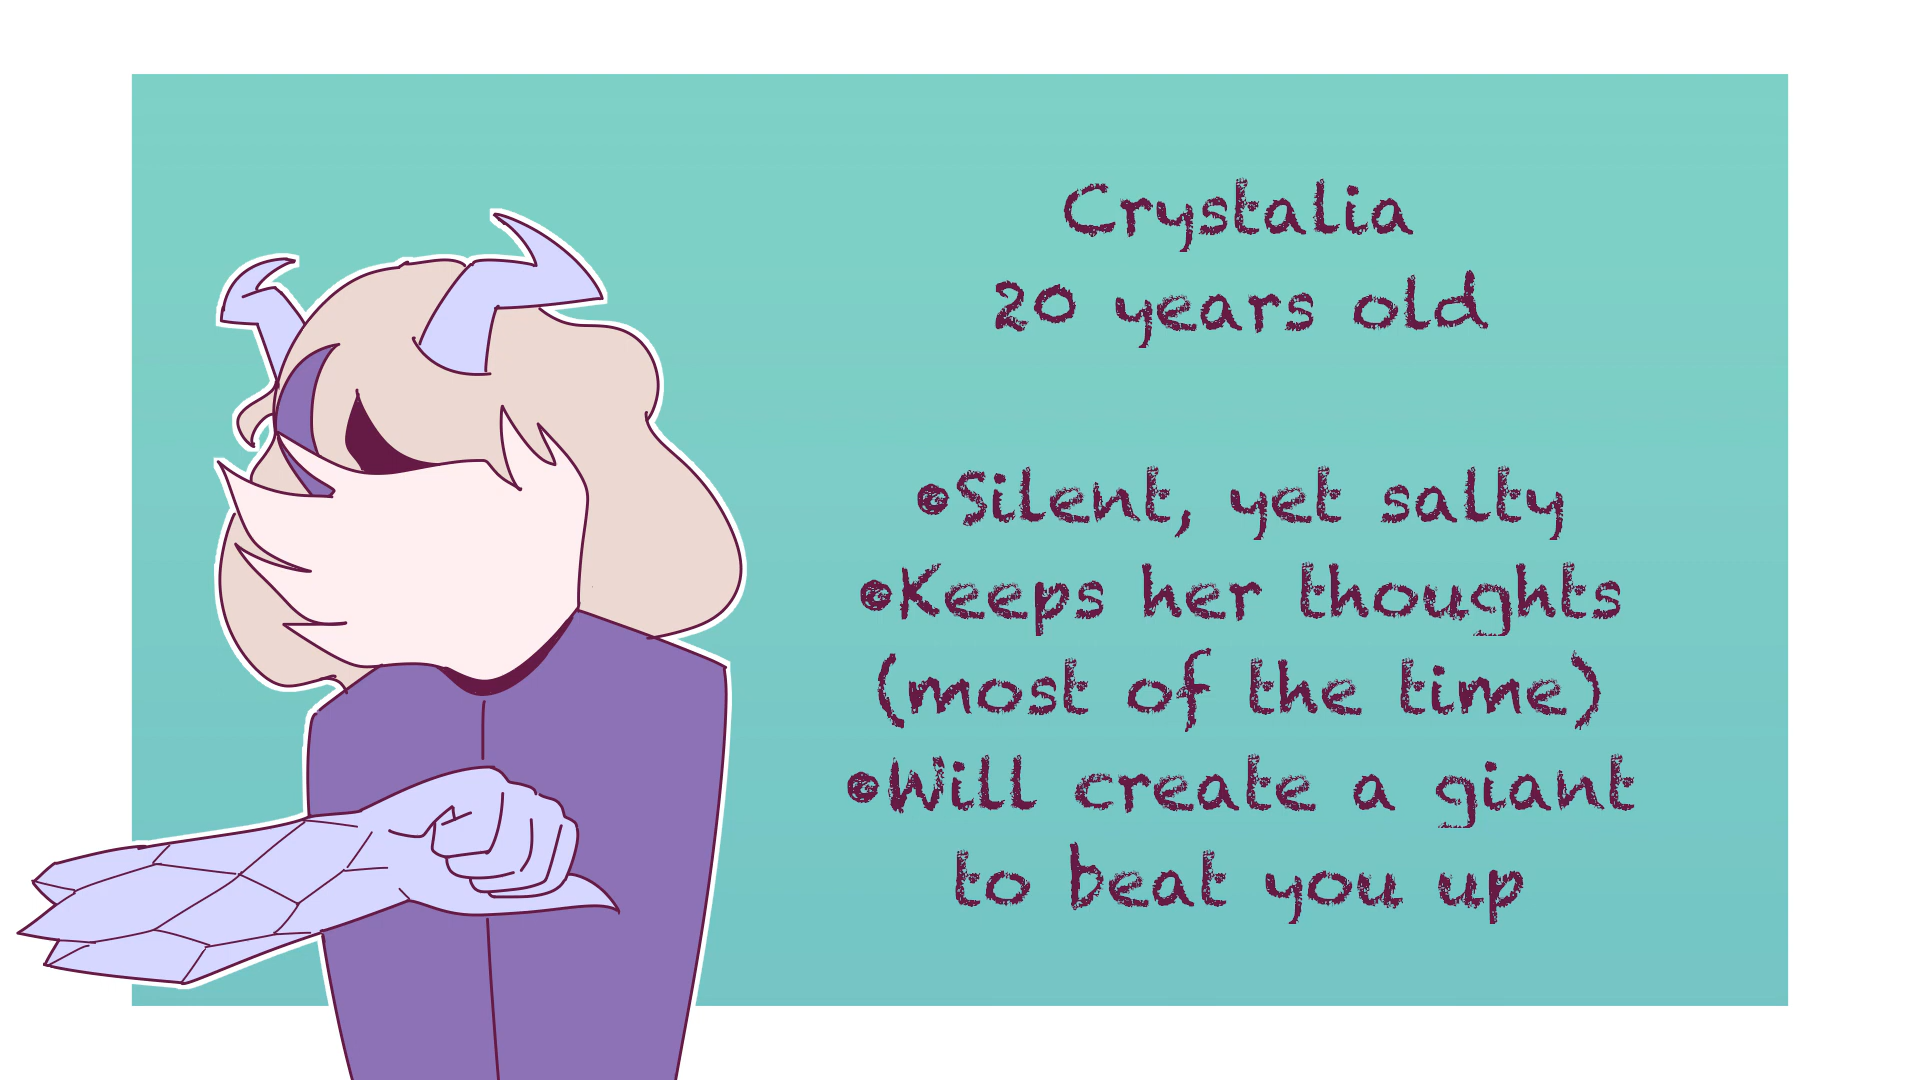 Crystalia
20 years old
•Silent, yet salty
•Keeps her thoughts
(most of the time)
•Will create a giant
to beat you up